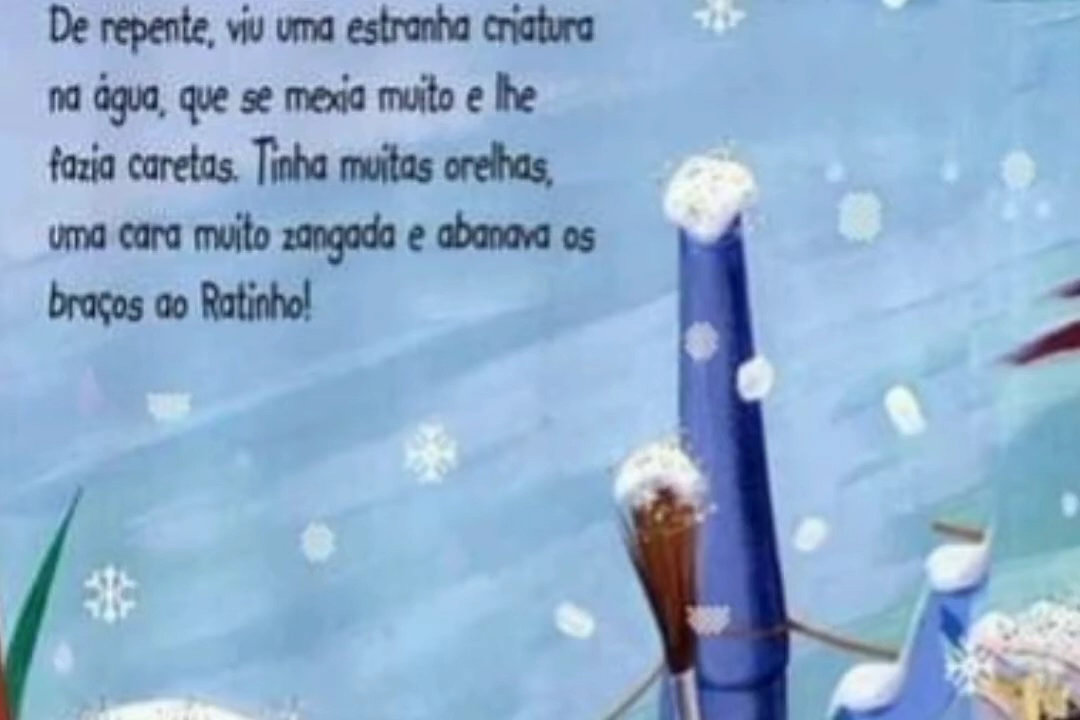 De repente, viu uma estranha criatura
na água, que se mexia muito e lhe
fazia caretas. Tinha muitas orelhas,
uma cara muito zangada e abanava os
braços ao Ratinho!